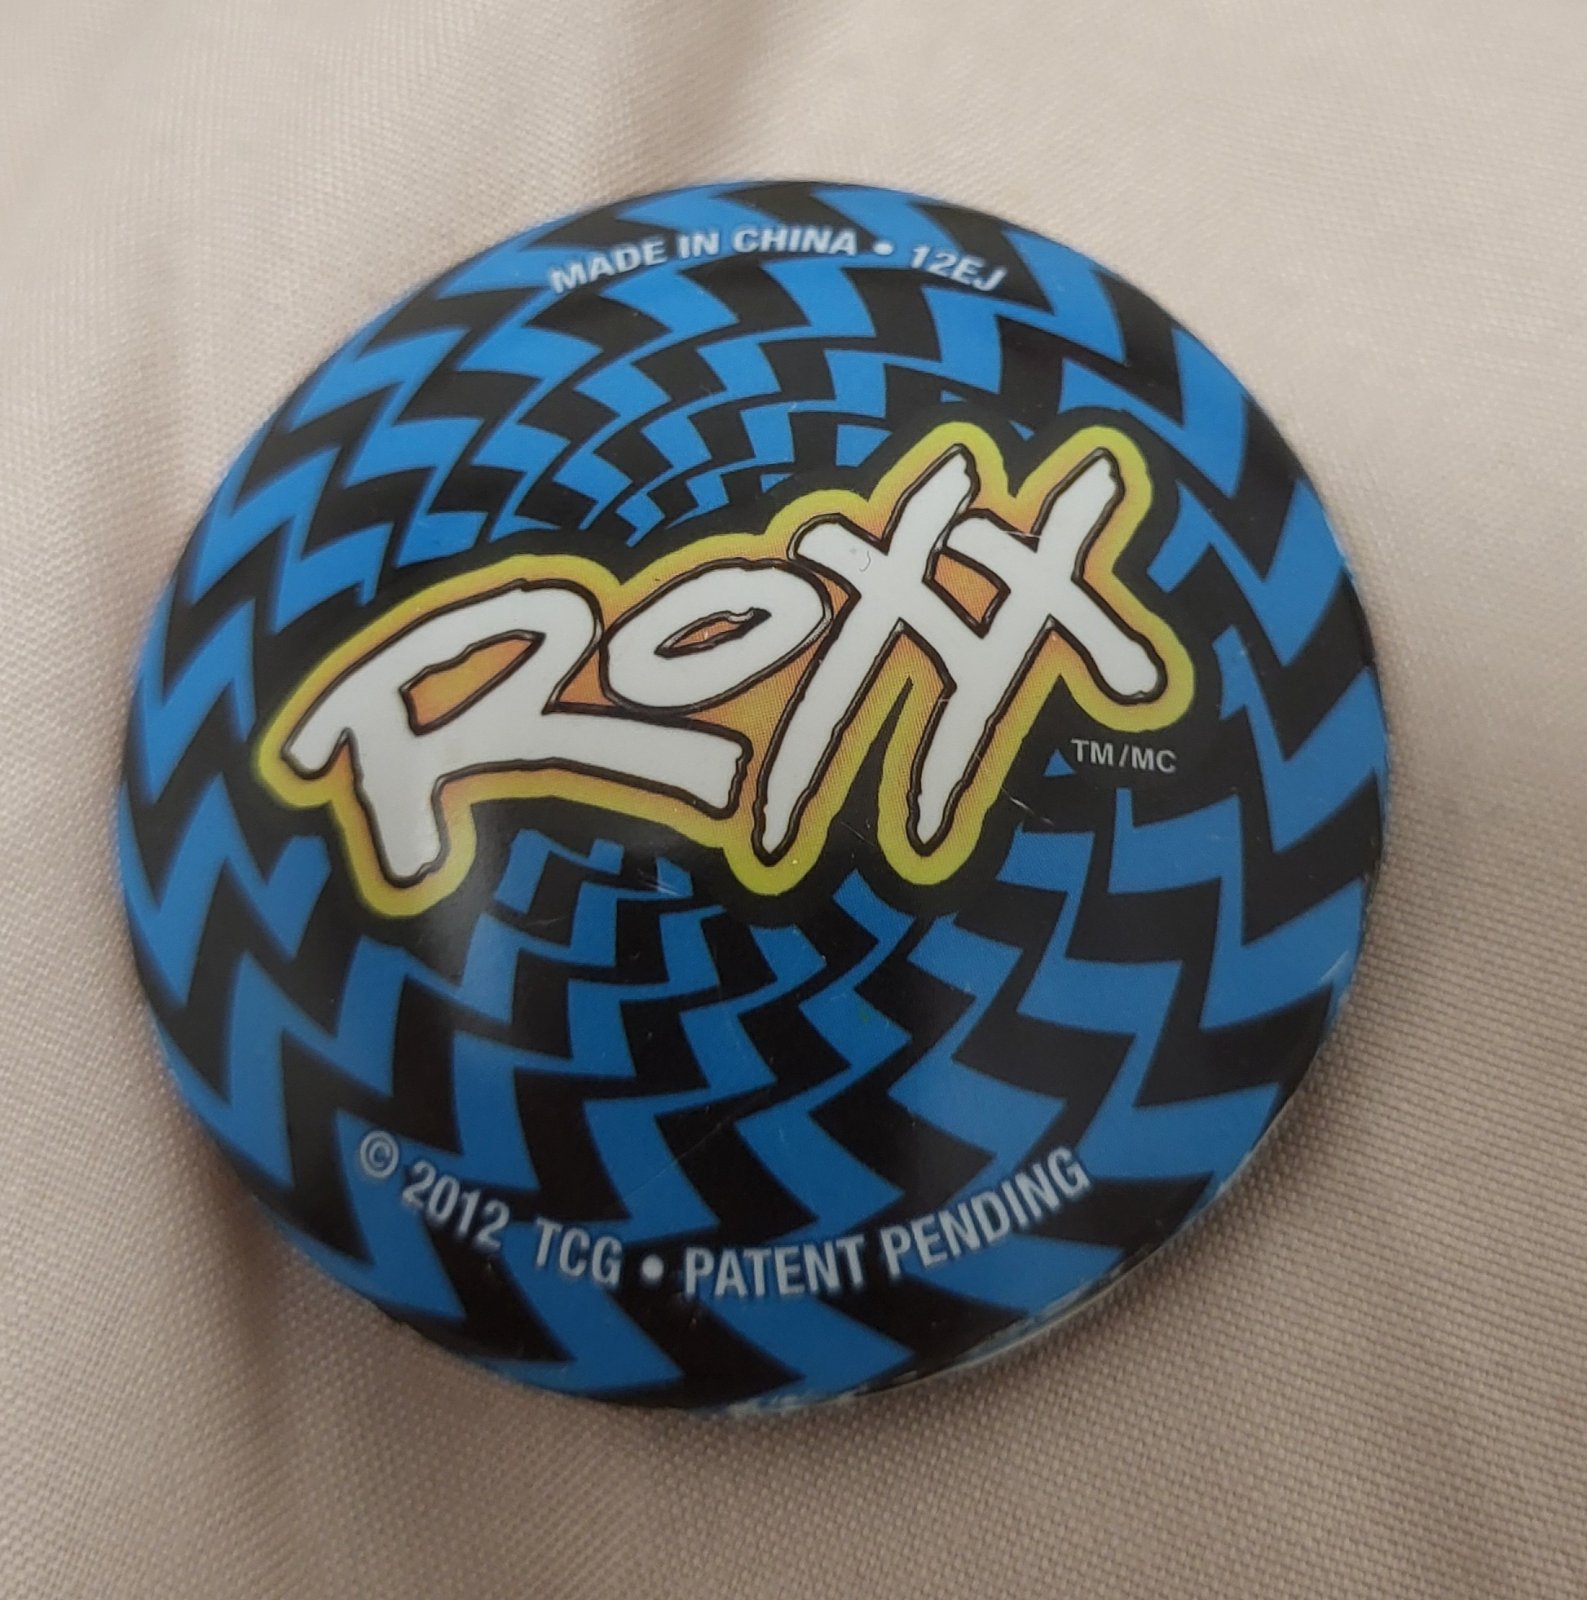 MADE IN CHINA • 12EJ
Roxx
TM/MC
© 2012 TCG • PATENT PENDING